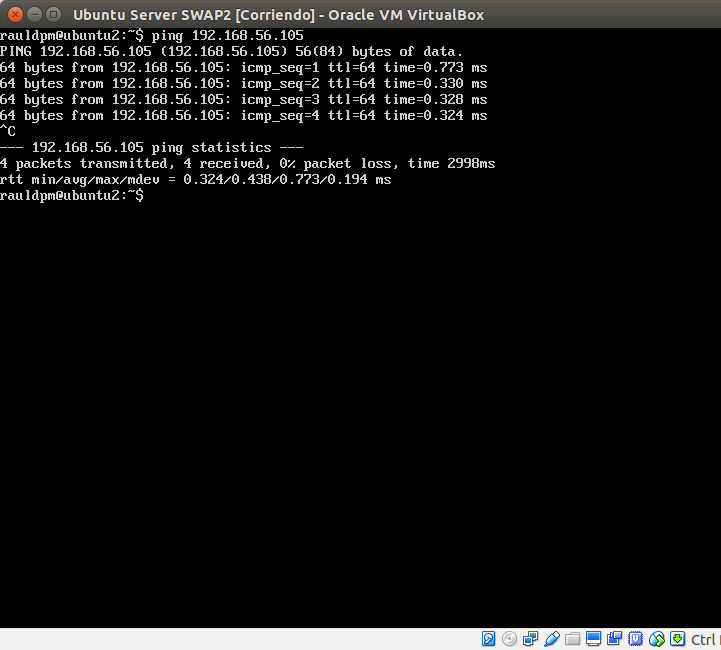 Ubuntu Server SWAP2 [Corriendo] - Oracle VM VirtualBox
rauldpm@ubuntu2:~$ ping 192.168.56.105
PING 192.168.56.105 (192.168.56.105) 56(84) bytes of data.
64 bytes from 192.168.56.105: icmp_seq=1 ttl=64 time=0.773 ms
64 bytes from 192.168.56.105: icmp_seq=2 ttl=64 time=0.330 ms
64 bytes from 192.168.56.105: icmp_seq=3 ttl=64 time=0.328 ms
64 bytes from 192.168.56.105: icmp_seq=4 ttl=64 time=0.324 ms
^C
--- 192.168.56.105 ping statistics ---
4 packets transmitted, 4 received, 0% packet loss, time 2998ms
rtt min/avg/max/mdev = 0.324/0.438/0.773/0.194 ms
rauldpm@ubuntu2:~$
Ctrl